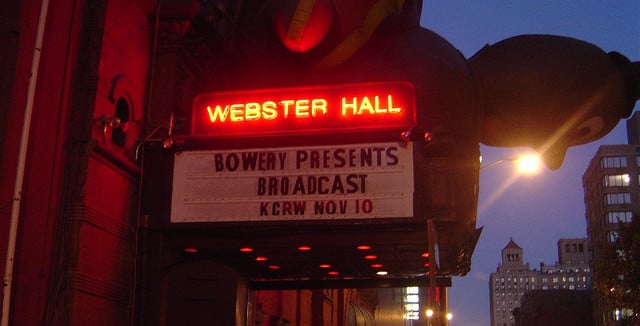 WEBSTER HALL
BOWERY PRESENTS
BROADCAST
KCRW NOV 10